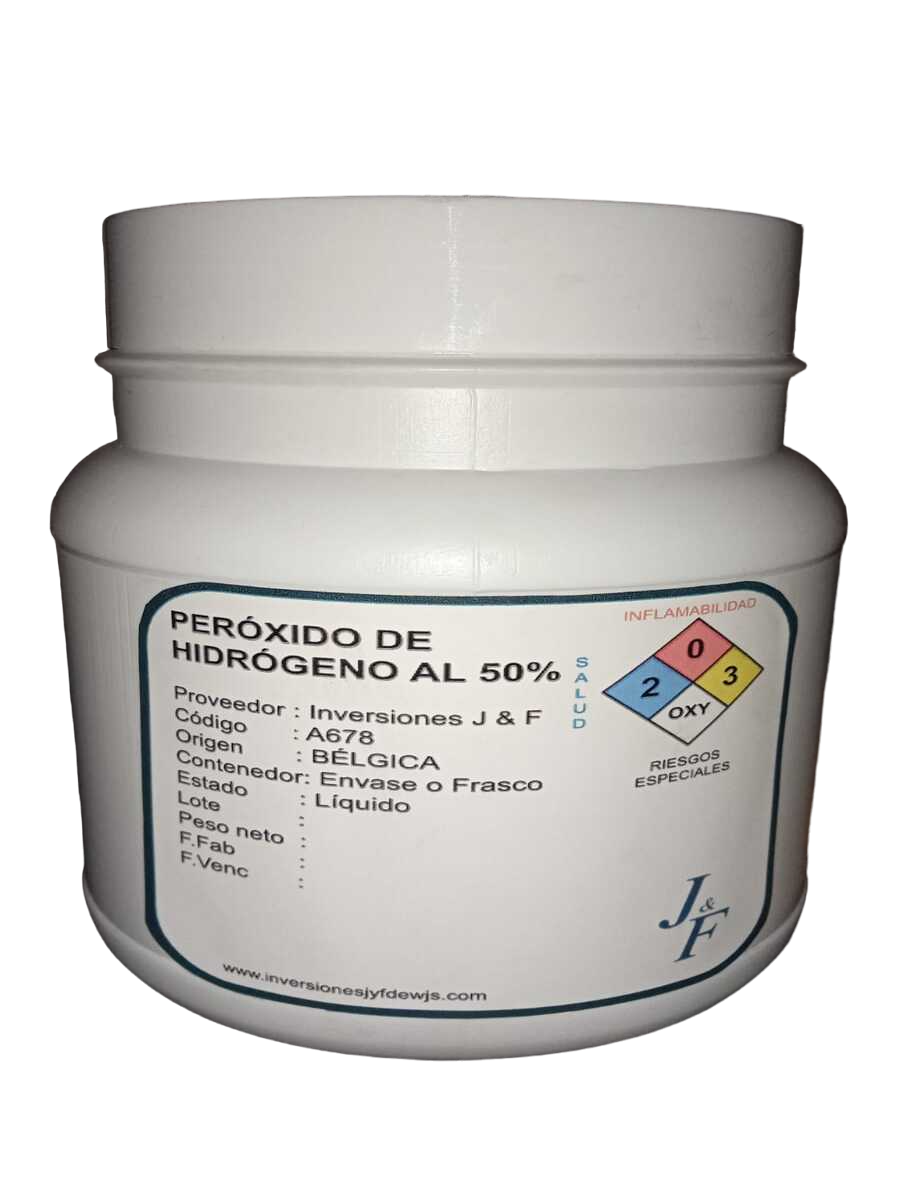 PERÓXIDO DE
HIDRÓGENO AL 50%
Proveedor : Inversiones J & F
Código : A678
Origen : BÉLGICA
Contenedor: Envase o Frasco
Estado : Líquido
Lote :
Peso neto :
F.Fab :
F.Venc :
www.inversionesjyfdewjs.com
INFLAMABILIDAD
SALUD
0
2
3
OXY
RIESGOS
ESPECIALES
J&F